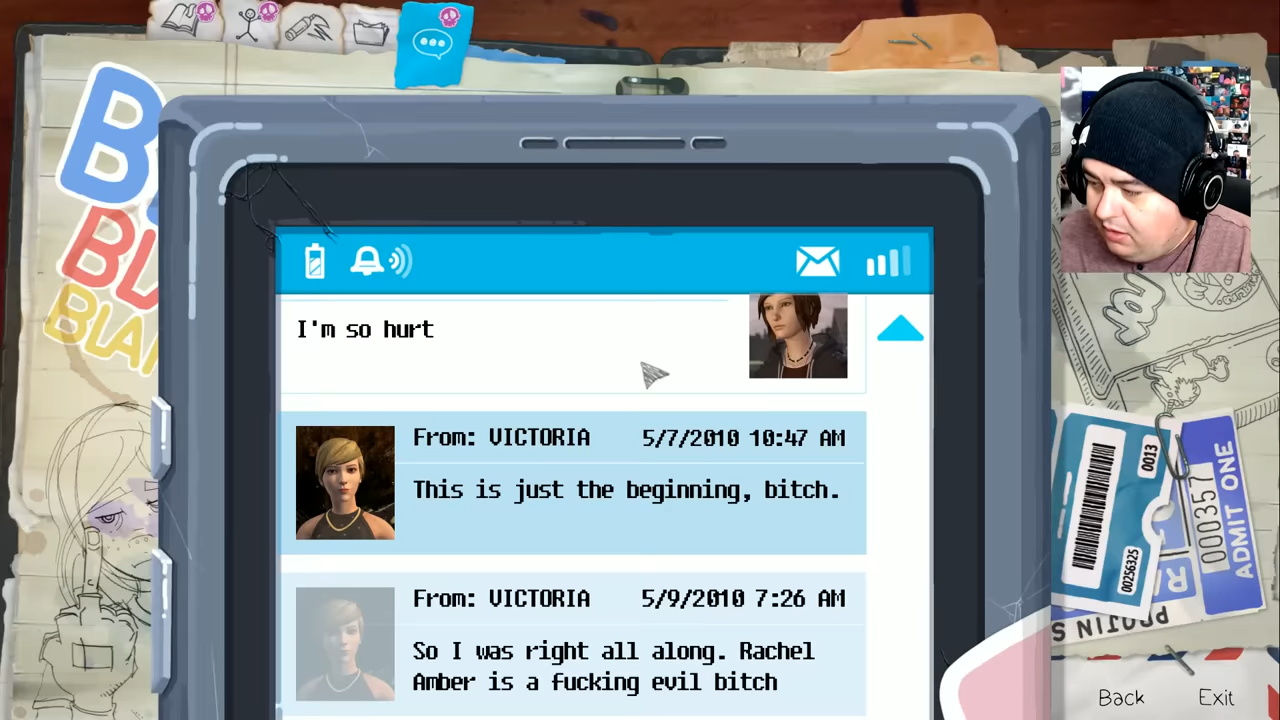 I'm so hurt
From: VICTORIA 5/7/2010 10:47 AM
This is just the beginning, bitch.
From: VICTORIA 5/9/2010 7:26 AM
So I was right all along. Rachel
Amber is a fucking evil bitch
0013
00256325
000357
ADMIT ONE
Back Exit